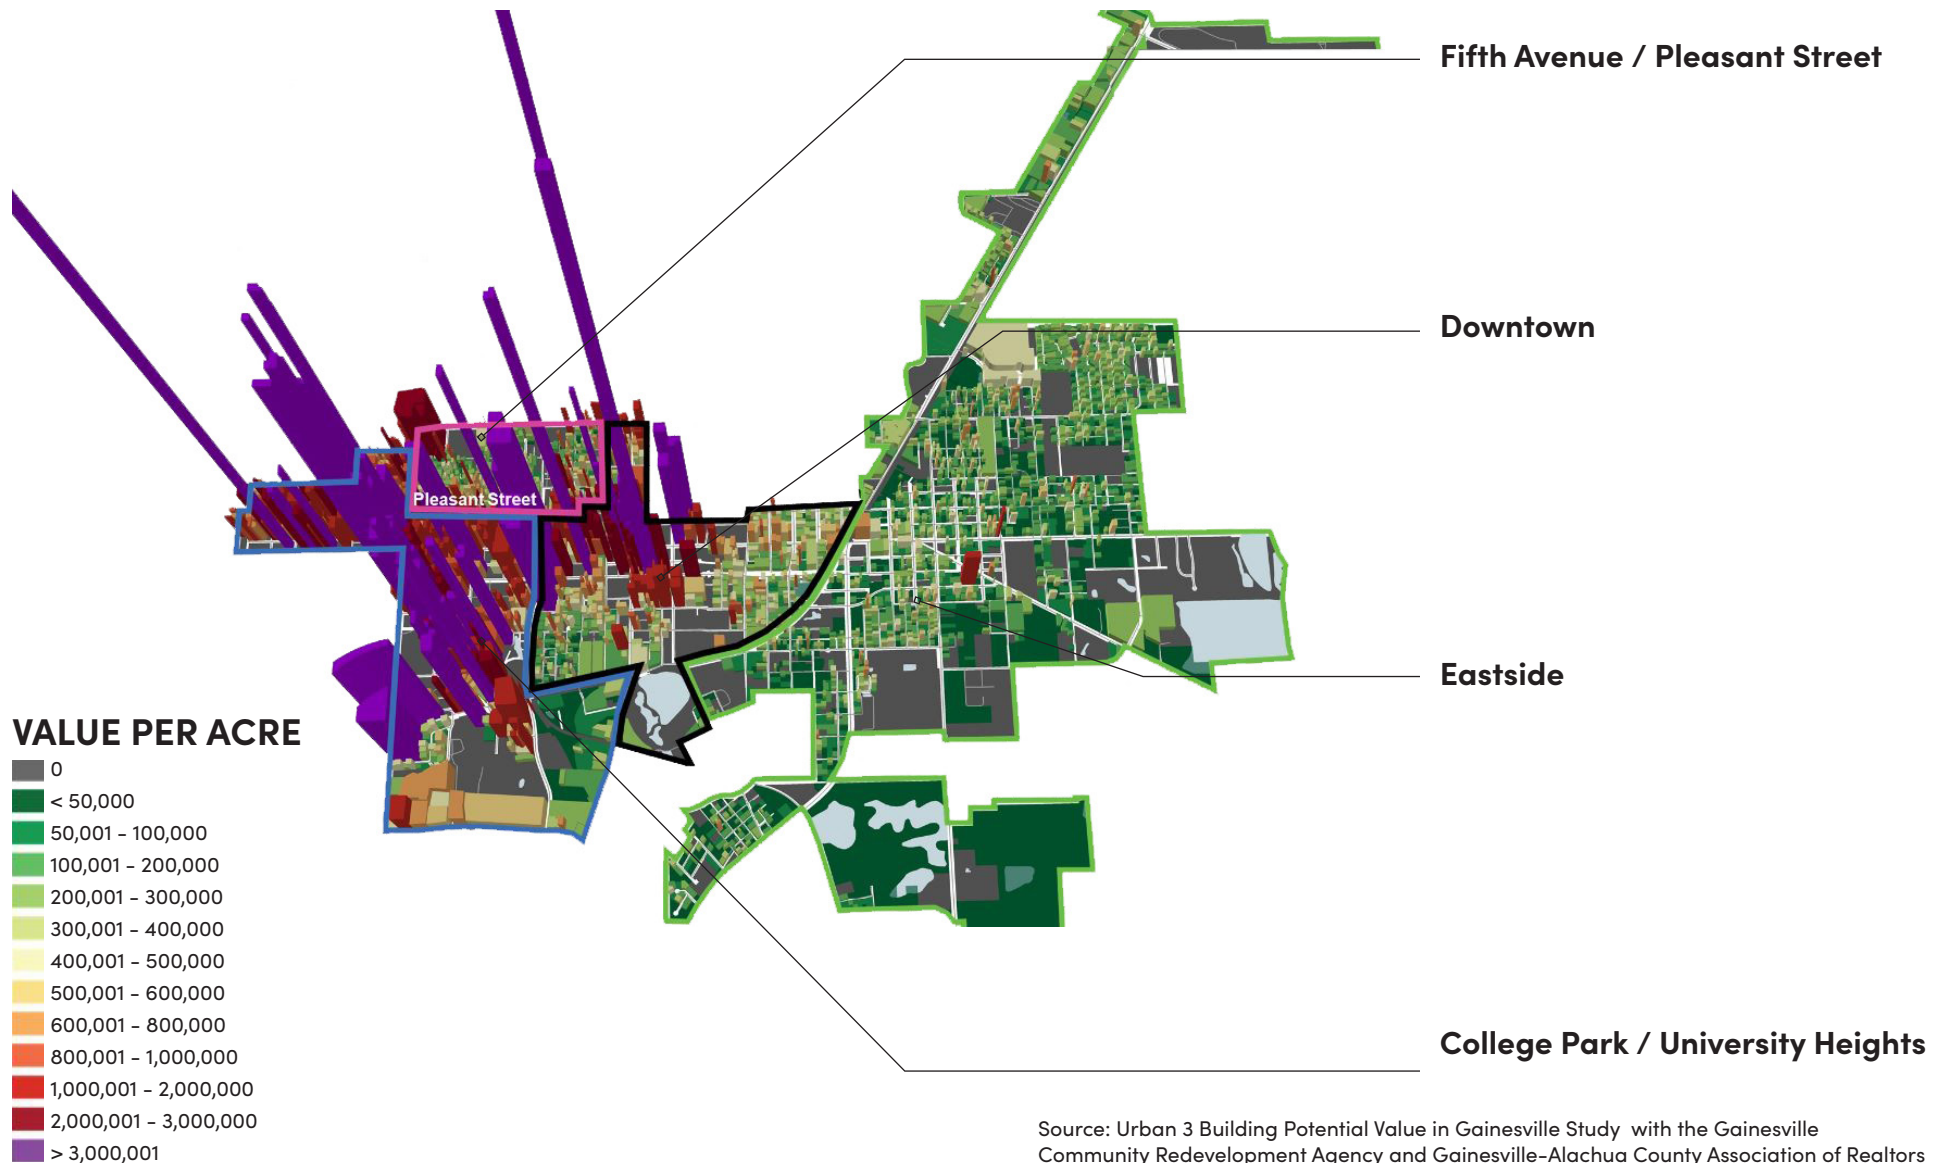 Fifth Avenue / Pleasant Street
Downtown
Pleasant Street
Eastside
VALUE PER ACRE
0
< 50,000
50,001 - 100,000
100,001 - 200,000
200,001 - 300,000
300,001 - 400,000
400,001 - 500,000
500,001 - 600,000
600,001 - 800,000
800,001 - 1,000,000
1,000,001 - 2,000,000
2,000,001 - 3,000,000
> 3,000,001
College Park / University Heights
Source: Urban 3 Building Potential Value in Gainesville Study with the Gainesville
Community Redevelopment Agency and Gainesville-Alachua County Association of Realtors